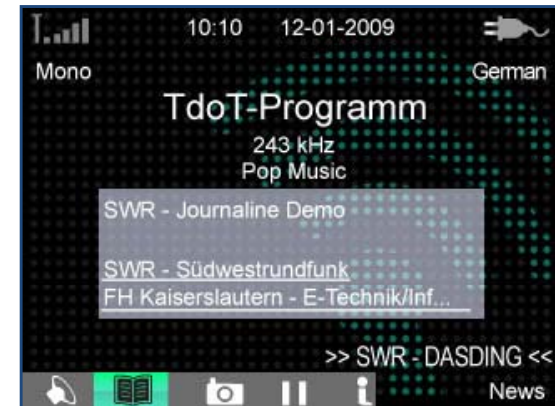 10:10 12-01-2009
Mono German
TdoT-Programm
243 kHz
Pop Music
SWR - Journaline Demo
SWR - Südwestrundfunk
FH Kaiserslautern - E-Technik/Inf...
>> SWR - DASDING <<
News